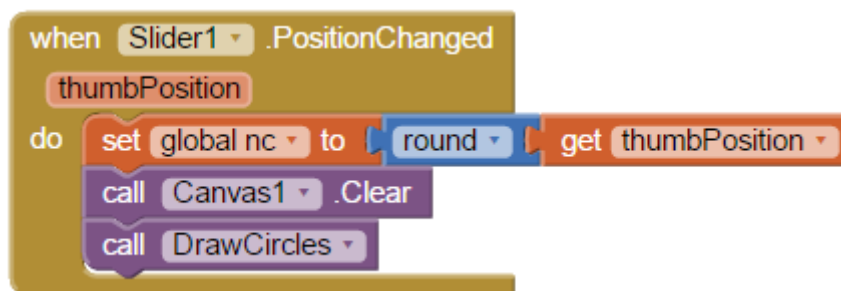 when Slider1 .PositionChanged
thumbPosition
do set global nc to round get thumbPosition
call Canvas1 .Clear
call DrawCircles